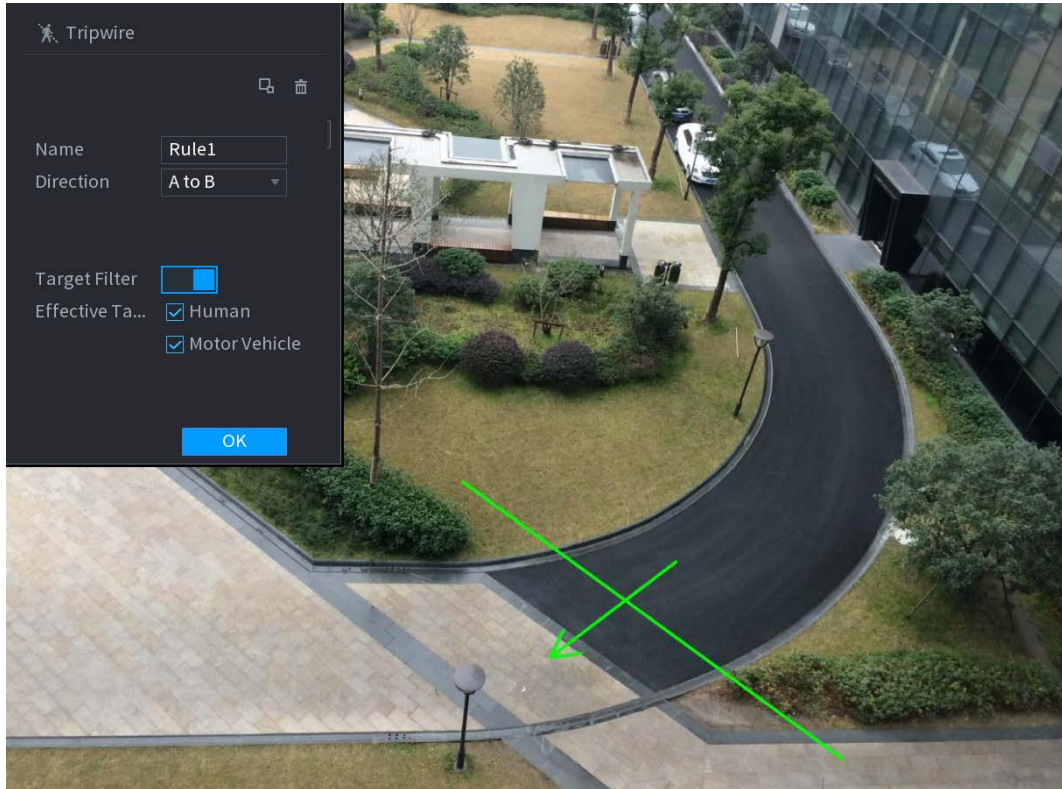 Tripwire
Name Rule1
Direction A to B
Target Filter
Effective Ta... Human
Motor Vehicle
OK